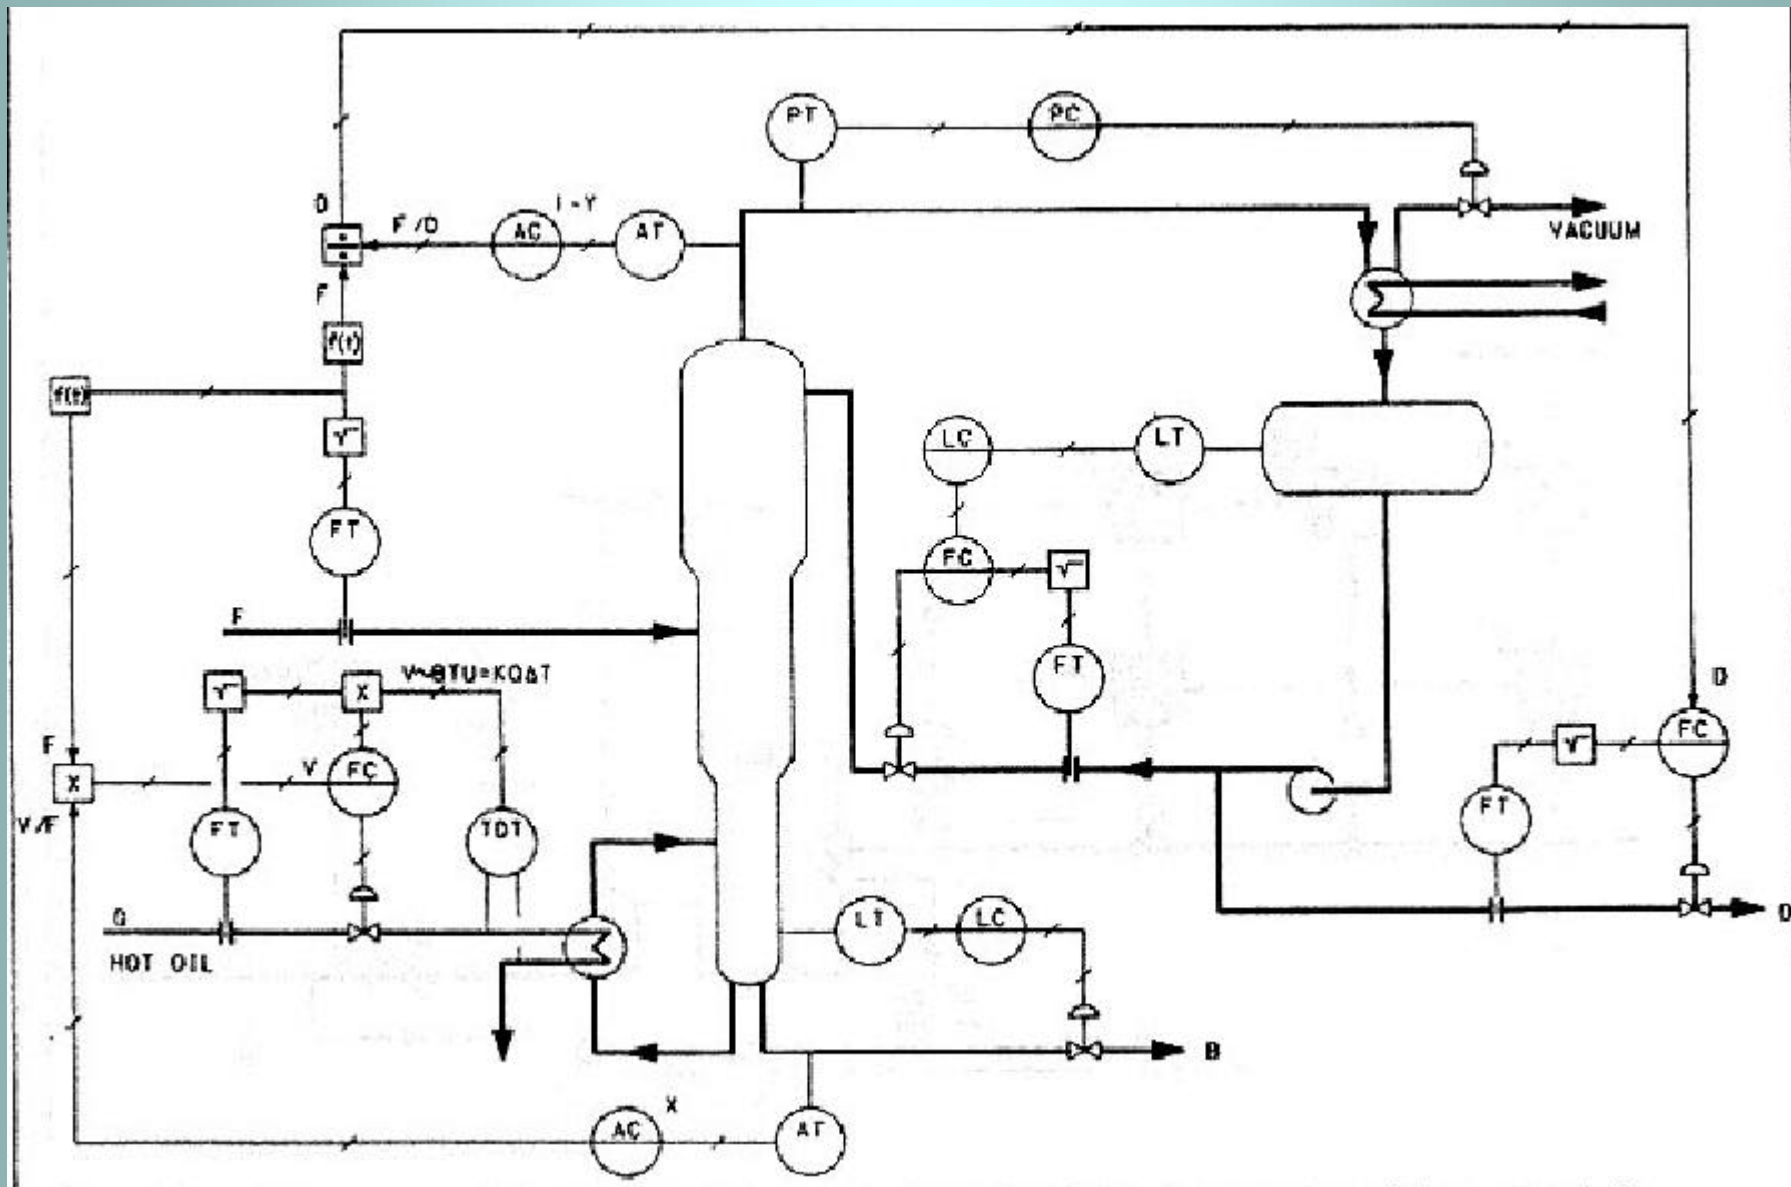 PT
PC
D
F/D
1-Y
AC
AT
VACUUM
F
f(t)
f(t)
√
LC
LT
FT
FC
√
F
FT
V~BTU=KQΔT
√
X
D
F
FC
√
FC
V
X
V/F
FT
TDT
FT
Q
LT
LC
D
HOT OIL
B
X
AC
AT